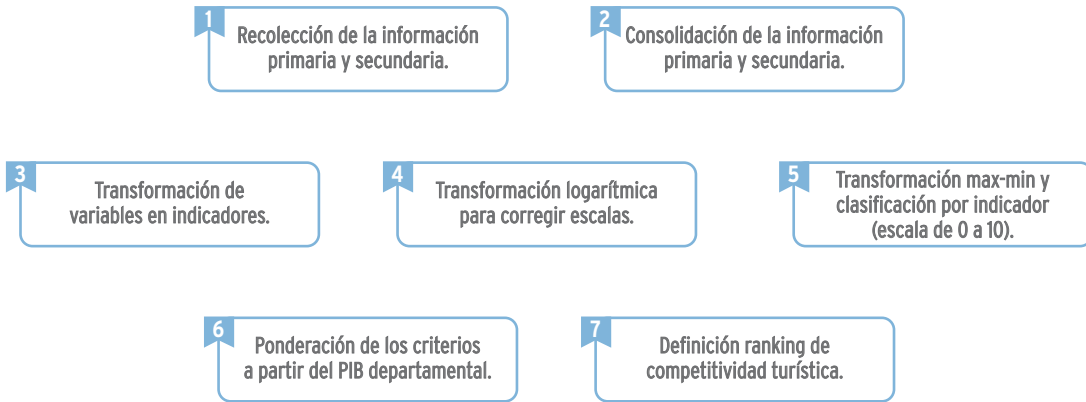 1
Recolección de la información
primaria y secundaria.
2
Consolidación de la información
primaria y secundaria.
3
Transformación de
variables en indicadores.
4
Transformación logarítmica
para corregir escalas.
5
Transformación max-min y
clasificación por indicador
(escala de 0 a 10).
6
Ponderación de los criterios
a partir del PIB departamental.
7
Definición ranking de
competitividad turística.